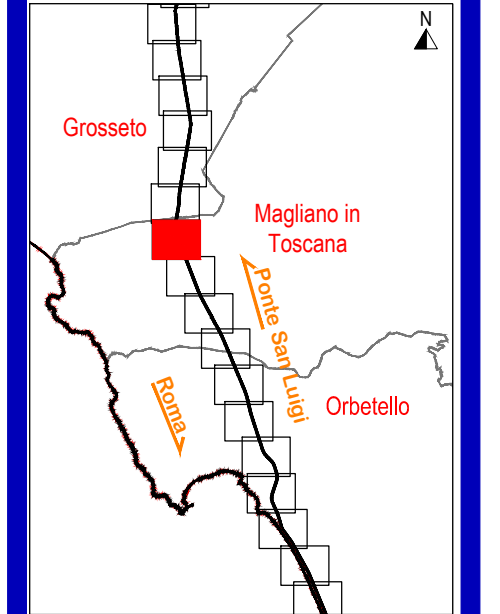 N
Grosseto
Magliano in
Toscana
Ponte San Luigi
Roma
Orbetello